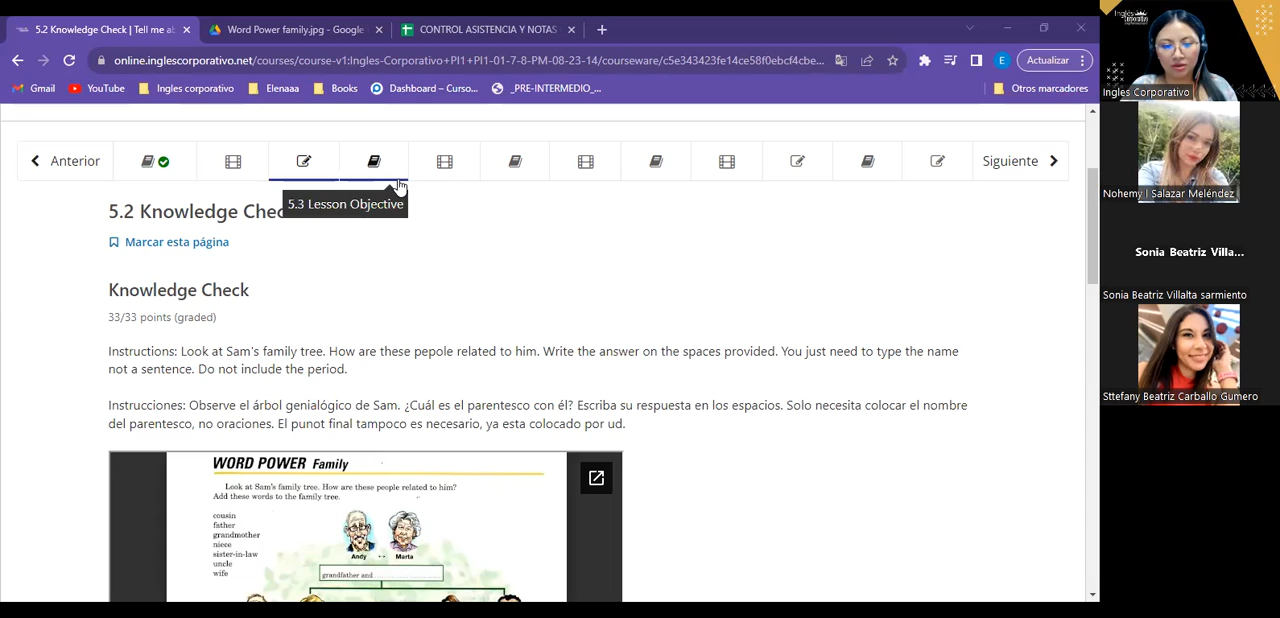 5.2 Knowledge Check | Tell me ab
Word Power family.jpg - Google
CONTROL ASISTENCIA Y NOTAS
online.inglescorporativo.net/courses/course-v1:Ingles-Corporativo+PI1+PI1-01-7-8-PM-08-23-14/courseware/c5e343423fe14ce58f0ebcf4cbe...
E
Actualizar
Gmail
YouTube
Ingles corporativo
Elenaaa
Books
Dashboard – Curso...
_PRE-INTERMEDIO_...
Otros marcadores
Anterior
Siguiente
5.3 Lesson Objective
5.2 Knowledge Chec
Marcar esta página
Knowledge Check
33/33 points (graded)
Instructions: Look at Sam's family tree. How are these pepole related to him. Write the answer on the spaces provided. You just need to type the name
not a sentence. Do not include the period.
Instrucciones: Observe el árbol genialógico de Sam. ¿Cuál es el parentesco con él? Escriba su respuesta en los espacios. Solo necesita colocar el nombre
del parentesco, no oraciones. El punot final tampoco es necesario, ya esta colocado por ud.
WORD POWER Family
Look at Sam's family tree. How are these people related to him?
Add these words to the family tree.
cousin
father
grandmother
niece
sister-in-law
uncle
wife
Andy
Marta
grandfather and
Inglés
Corporativo
Ingles Corporativo
Nohemy I Salazar Meléndez
Sonia Beatriz Villa...
Sonia Beatriz Villalta sarmiento
Sttefany Beatriz Carballo Gumero